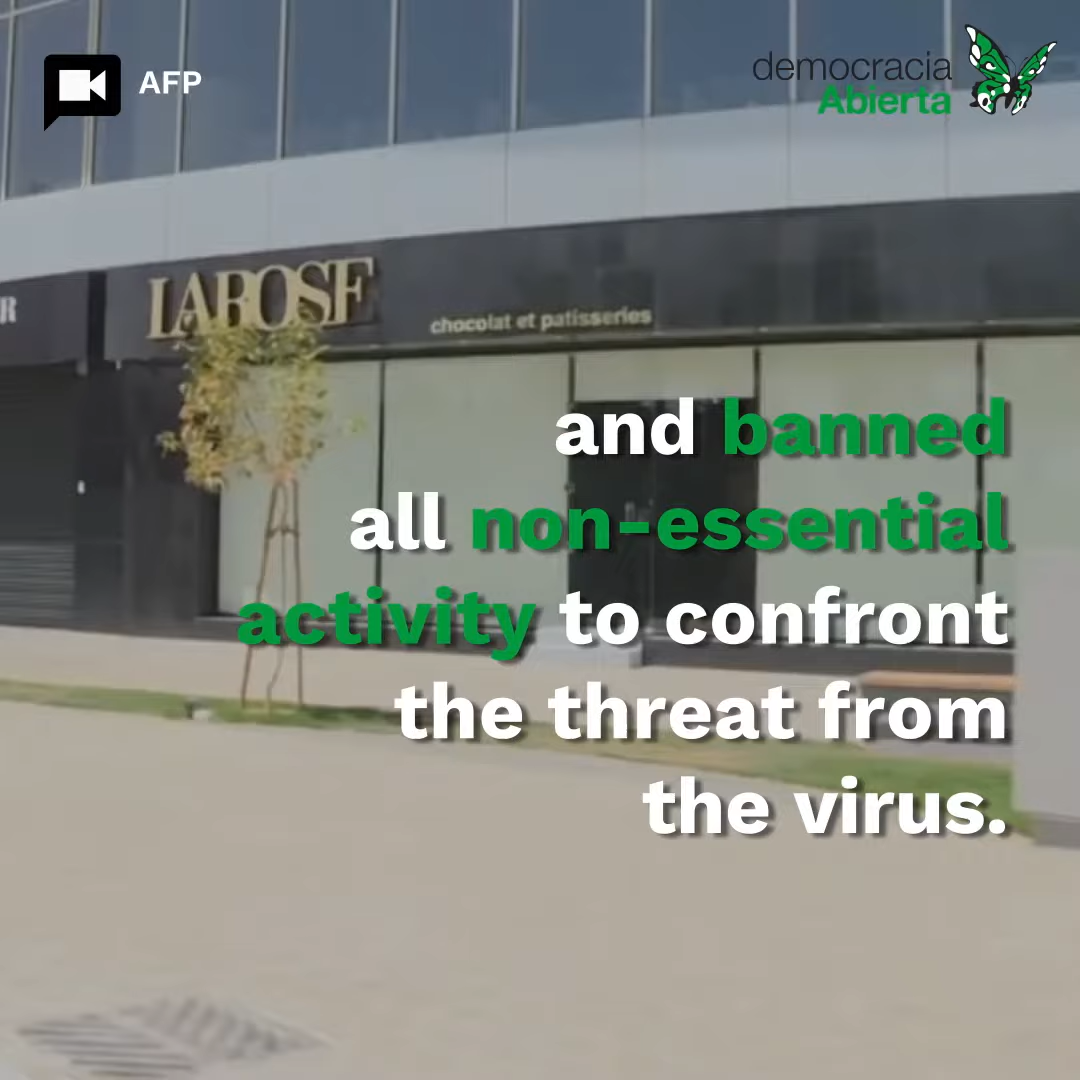 AFP
democracia
Abierta
R
LAROSE
chocolat et patisseries
and banned
all non-essential
activity to confront
the threat from
the virus.